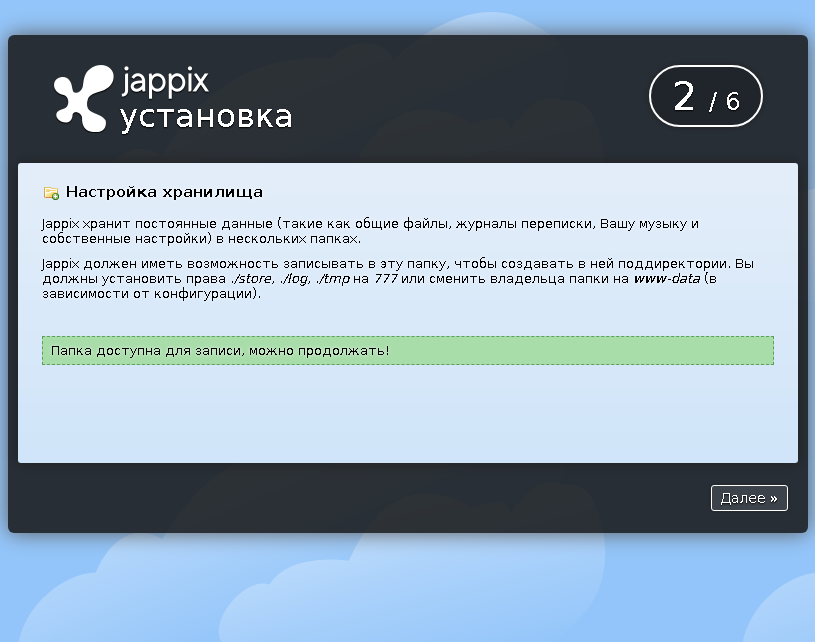 jappix
установка
2 / 6
Настройка хранилища
Jappix хранит постоянные данные (такие как общие файлы, журналы переписки, Вашу музыку и
собственные настройки) в нескольких папках.
Jappix должен иметь возможность записывать в эту папку, чтобы создавать в ней поддиректории. Вы
должны установить права ./store, ./log, ./tmp на 777 или сменить владельца папки на www-data (в
зависимости от конфигурации).
Папка доступна для записи, можно продолжать!
Далее »